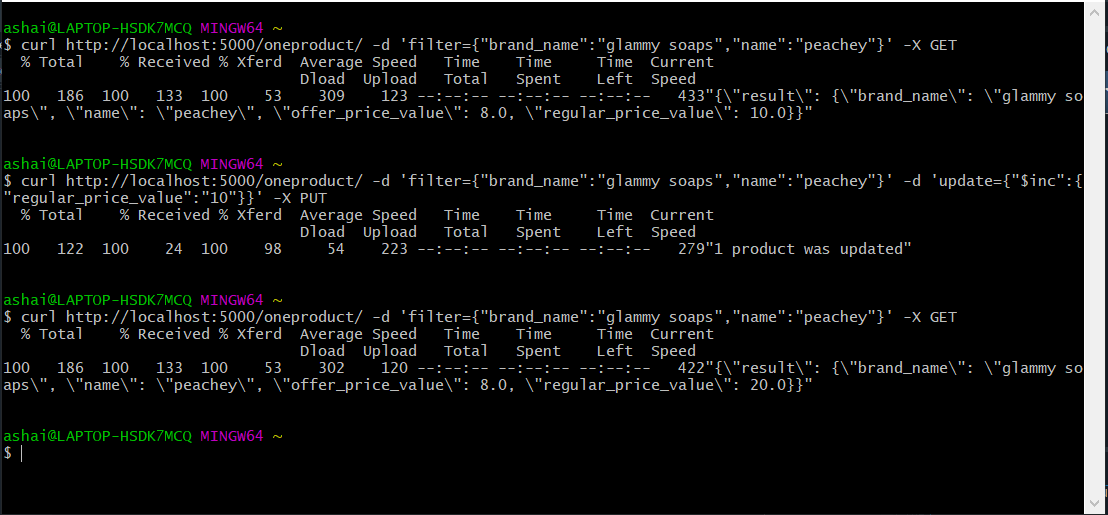 ashai@LAPTOP-HSDK7MCQ MINGW64 ~
$ curl http://localhost:5000/oneproduct/ -d 'filter={"brand_name":"glammy soaps","name":"peachey"}' -X GET
  % Total    % Received % Xferd  Average Speed   Time    Time     Time  Current
                                 Dload  Upload   Total   Spent    Left  Speed
100   186  100   133  100    53    309    123 --:--:-- --:--:-- --:--:--   433"{\"result\": {\"brand_name\": \"glammy so
aps\", \"name\": \"peachey\", \"offer_price_value\": 8.0, \"regular_price_value\": 10.0}}"
ashai@LAPTOP-HSDK7MCQ MINGW64 ~
$ curl http://localhost:5000/oneproduct/ -d 'filter={"brand_name":"glammy soaps","name":"peachey"}' -d 'update={"$inc":{
"regular_price_value":"10"}}' -X PUT
  % Total    % Received % Xferd  Average Speed   Time    Time     Time  Current
                                 Dload  Upload   Total   Spent    Left  Speed
100   122  100    24  100    98     54    223 --:--:-- --:--:-- --:--:--   279"1 product was updated"
ashai@LAPTOP-HSDK7MCQ MINGW64 ~
$ curl http://localhost:5000/oneproduct/ -d 'filter={"brand_name":"glammy soaps","name":"peachey"}' -X GET
  % Total    % Received % Xferd  Average Speed   Time    Time     Time  Current
                                 Dload  Upload   Total   Spent    Left  Speed
100   186  100   133  100    53    302    120 --:--:-- --:--:-- --:--:--   422"{\"result\": {\"brand_name\": \"glammy so
aps\", \"name\": \"peachey\", \"offer_price_value\": 8.0, \"regular_price_value\": 20.0}}"
ashai@LAPTOP-HSDK7MCQ MINGW64 ~
$